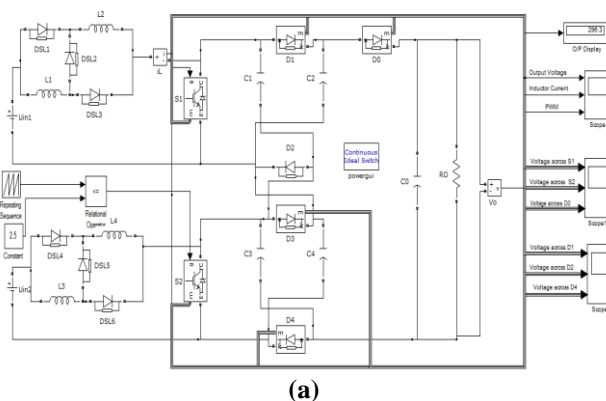 L2
DSL1
DSL2
L1
DSL3
iL
Uin1
S1
D1
D0
C1
C2
D2
Continuous
Ideal Switch
powergui
296.3
O/P Display
Output Voltage
Inductor Current
PWM
Scope
Repeating
Sequence
Relational
Operator
2.5
Constant
L4
DSL4
DSL5
L3
DSL6
Uin2
S2
D3
C3
C4
D4
C0
R0
Vo
Voltage across S1
Voltage across S2
Voltage across D0
Scope1
Voltage across D1
Voltage across D2
Voltage across D4
Scope
(a)